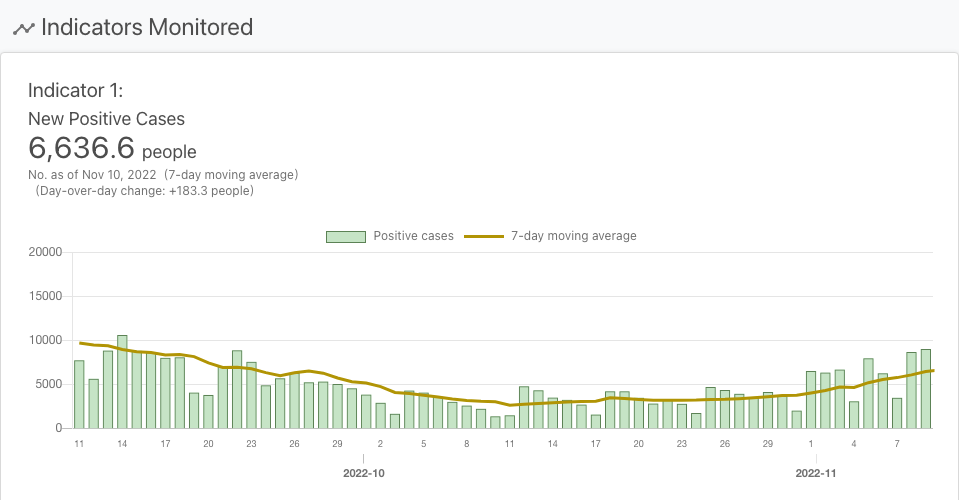 Indicators Monitored
Indicator 1:
New Positive Cases
6,636.6 people
No. as of Nov 10, 2022 (7-day moving average)
(Day-over-day change: +183.3 people)
Positive cases 7-day moving average
20000
15000
10000
5000
0
11 14 17 20 23 26 29 2 5 8 11 14 17 20 23 26 29 1 4 7
2022-10 2022-11